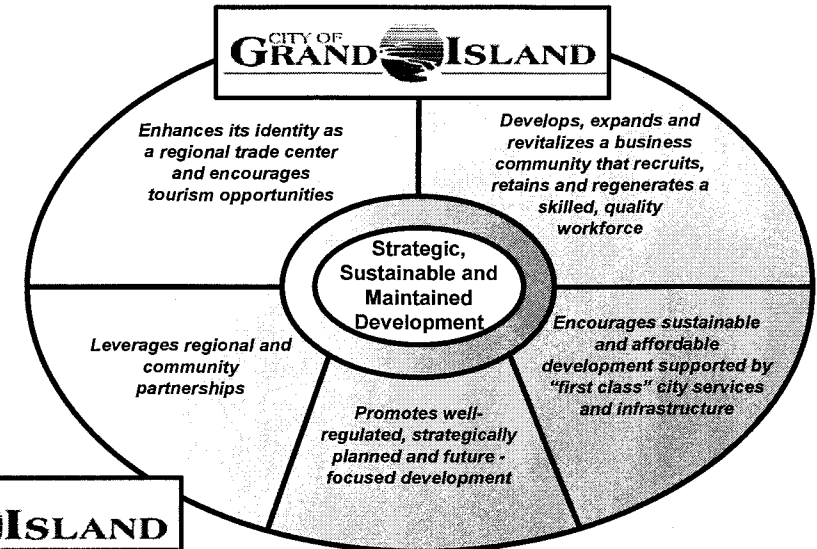 CITY OF
GRAND ISLAND
Enhances its identity as
a regional trade center
and encourages
tourism opportunities
Develops, expands and
revitalizes a business
community that recruits,
retains and regenerates a
skilled, quality
workforce
Strategic,
Sustainable and
Maintained
Development
Leverages regional and
community
partnerships
Promotes well-
regulated, strategically
planned and future -
focused development
Encourages sustainable
and affordable
development supported by
“first class” city services
and infrastructure
ISLAND